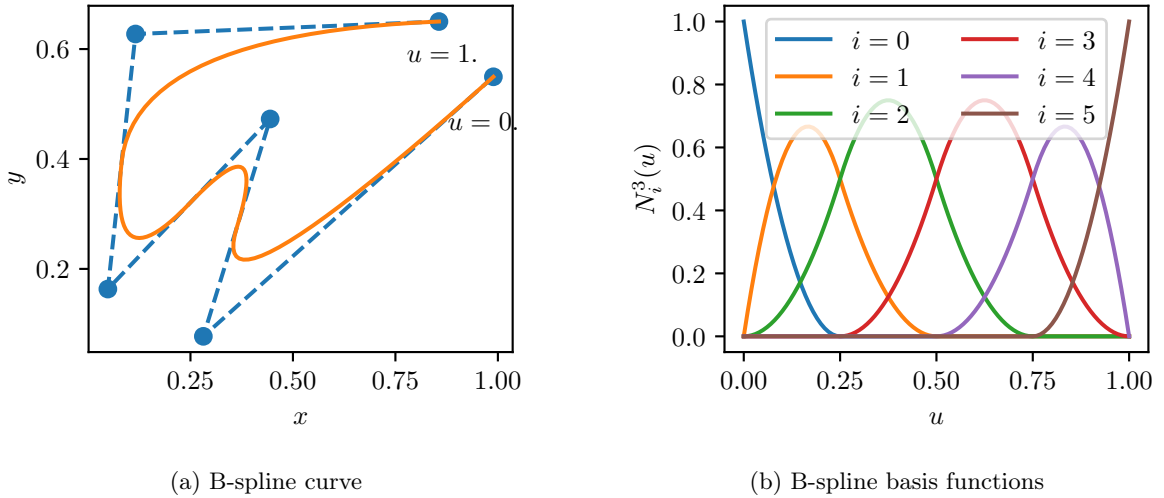 0.6
0.4
0.2
y
u = 1.
u = 0.
0.25 0.50 0.75 1.00
x
(a) B-spline curve
1.0
0.8
0.6
0.4
0.2
0.0
N_i^3(u)
i = 0 i = 3
i = 1 i = 4
i = 2 i = 5
0.00 0.25 0.50 0.75 1.00
u
(b) B-spline basis functions